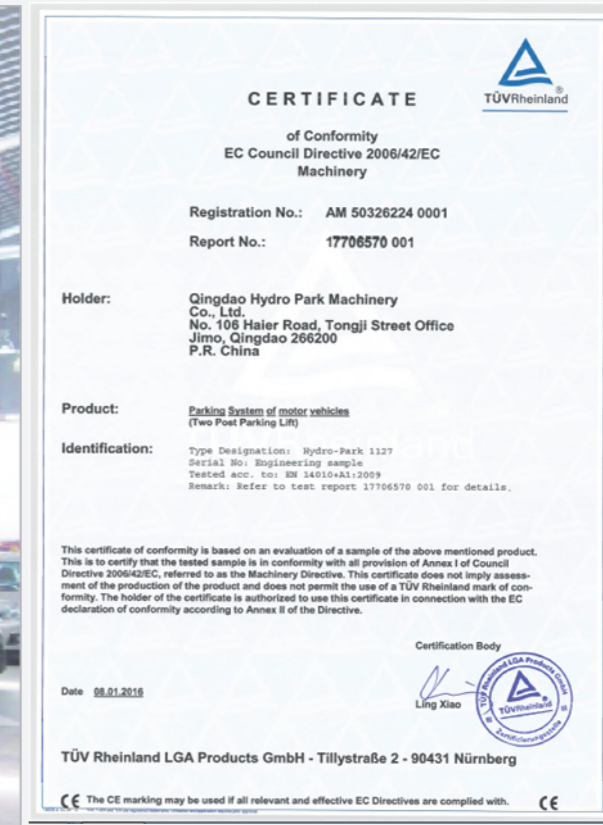 TÜVRheinland
®
CERTIFICATE
of Conformity
EC Council Directive 2006/42/EC
Machinery
Registration No.: AM 50326224 0001
Report No.: 17706570 001
Holder: Qingdao Hydro Park Machinery
Co., Ltd.
No. 106 Haier Road, Tongji Street Office
Jimo, Qingdao 266200
P.R. China
Product: Parking System of motor vehicles
(Two Post Parking Lift)
Identification: Type Designation: Hydro-Park 1127
Serial No: Engineering sample
Tested acc. to: EN 14010+A1:2009
Remark: Refer to test report 17706570 001 for details.
This certificate of conformity is based on an evaluation of a sample of the above mentioned product.
This is to certify that the tested sample is in conformity with all provision of Annex I of Council
Directive 2006/42/EC, referred to as the Machinery Directive. This certificate does not imply assess-
ment of the production of the product and does not permit the use of a TÜV Rheinland mark of con-
formity. The holder of the certificate is authorized to use this certificate in connection with the EC
declaration of conformity according to Annex II of the Directive.
Certification Body
Date 08.01.2016
Ling Xiao
TÜV Rheinland LGA Products GmbH
TÜVRheinland
Zertifizierungsstelle
TÜV Rheinland LGA Products GmbH - Tillystraße 2 - 90431 Nürnberg
CE The CE marking may be used if all relevant and effective EC Directives are complied with. CE